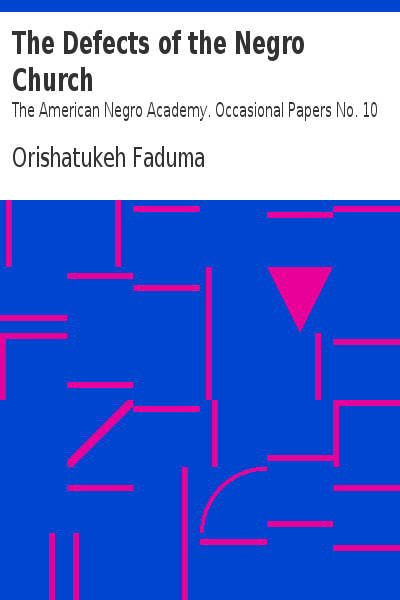 The Defects of the Negro
Church
The American Negro Academy. Occasional Papers No. 10
Orishatukeh Faduma